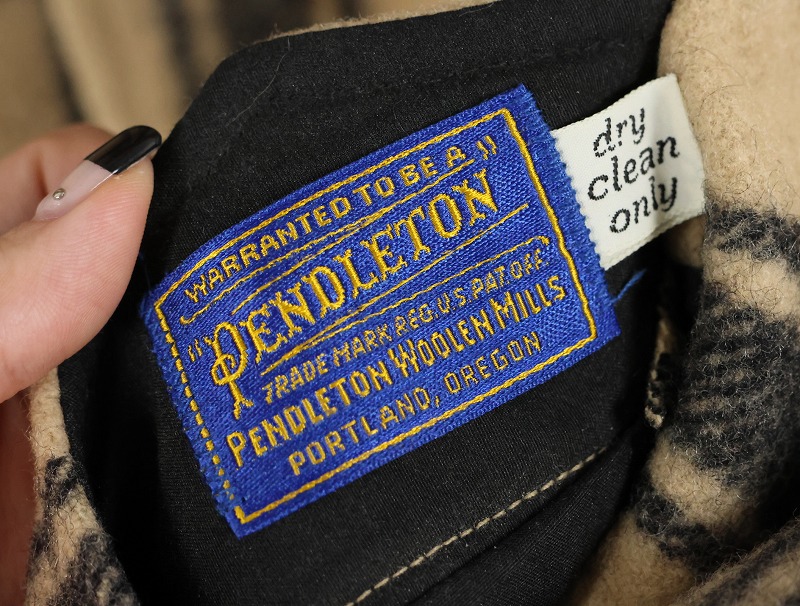 WARRANTED TO BE A "
"PENDLETON
TRADE MARK REG. U.S. PAT OFF
PENDLETON WOOLEN MILLS
PORTLAND, OREGON
dry
clean
only